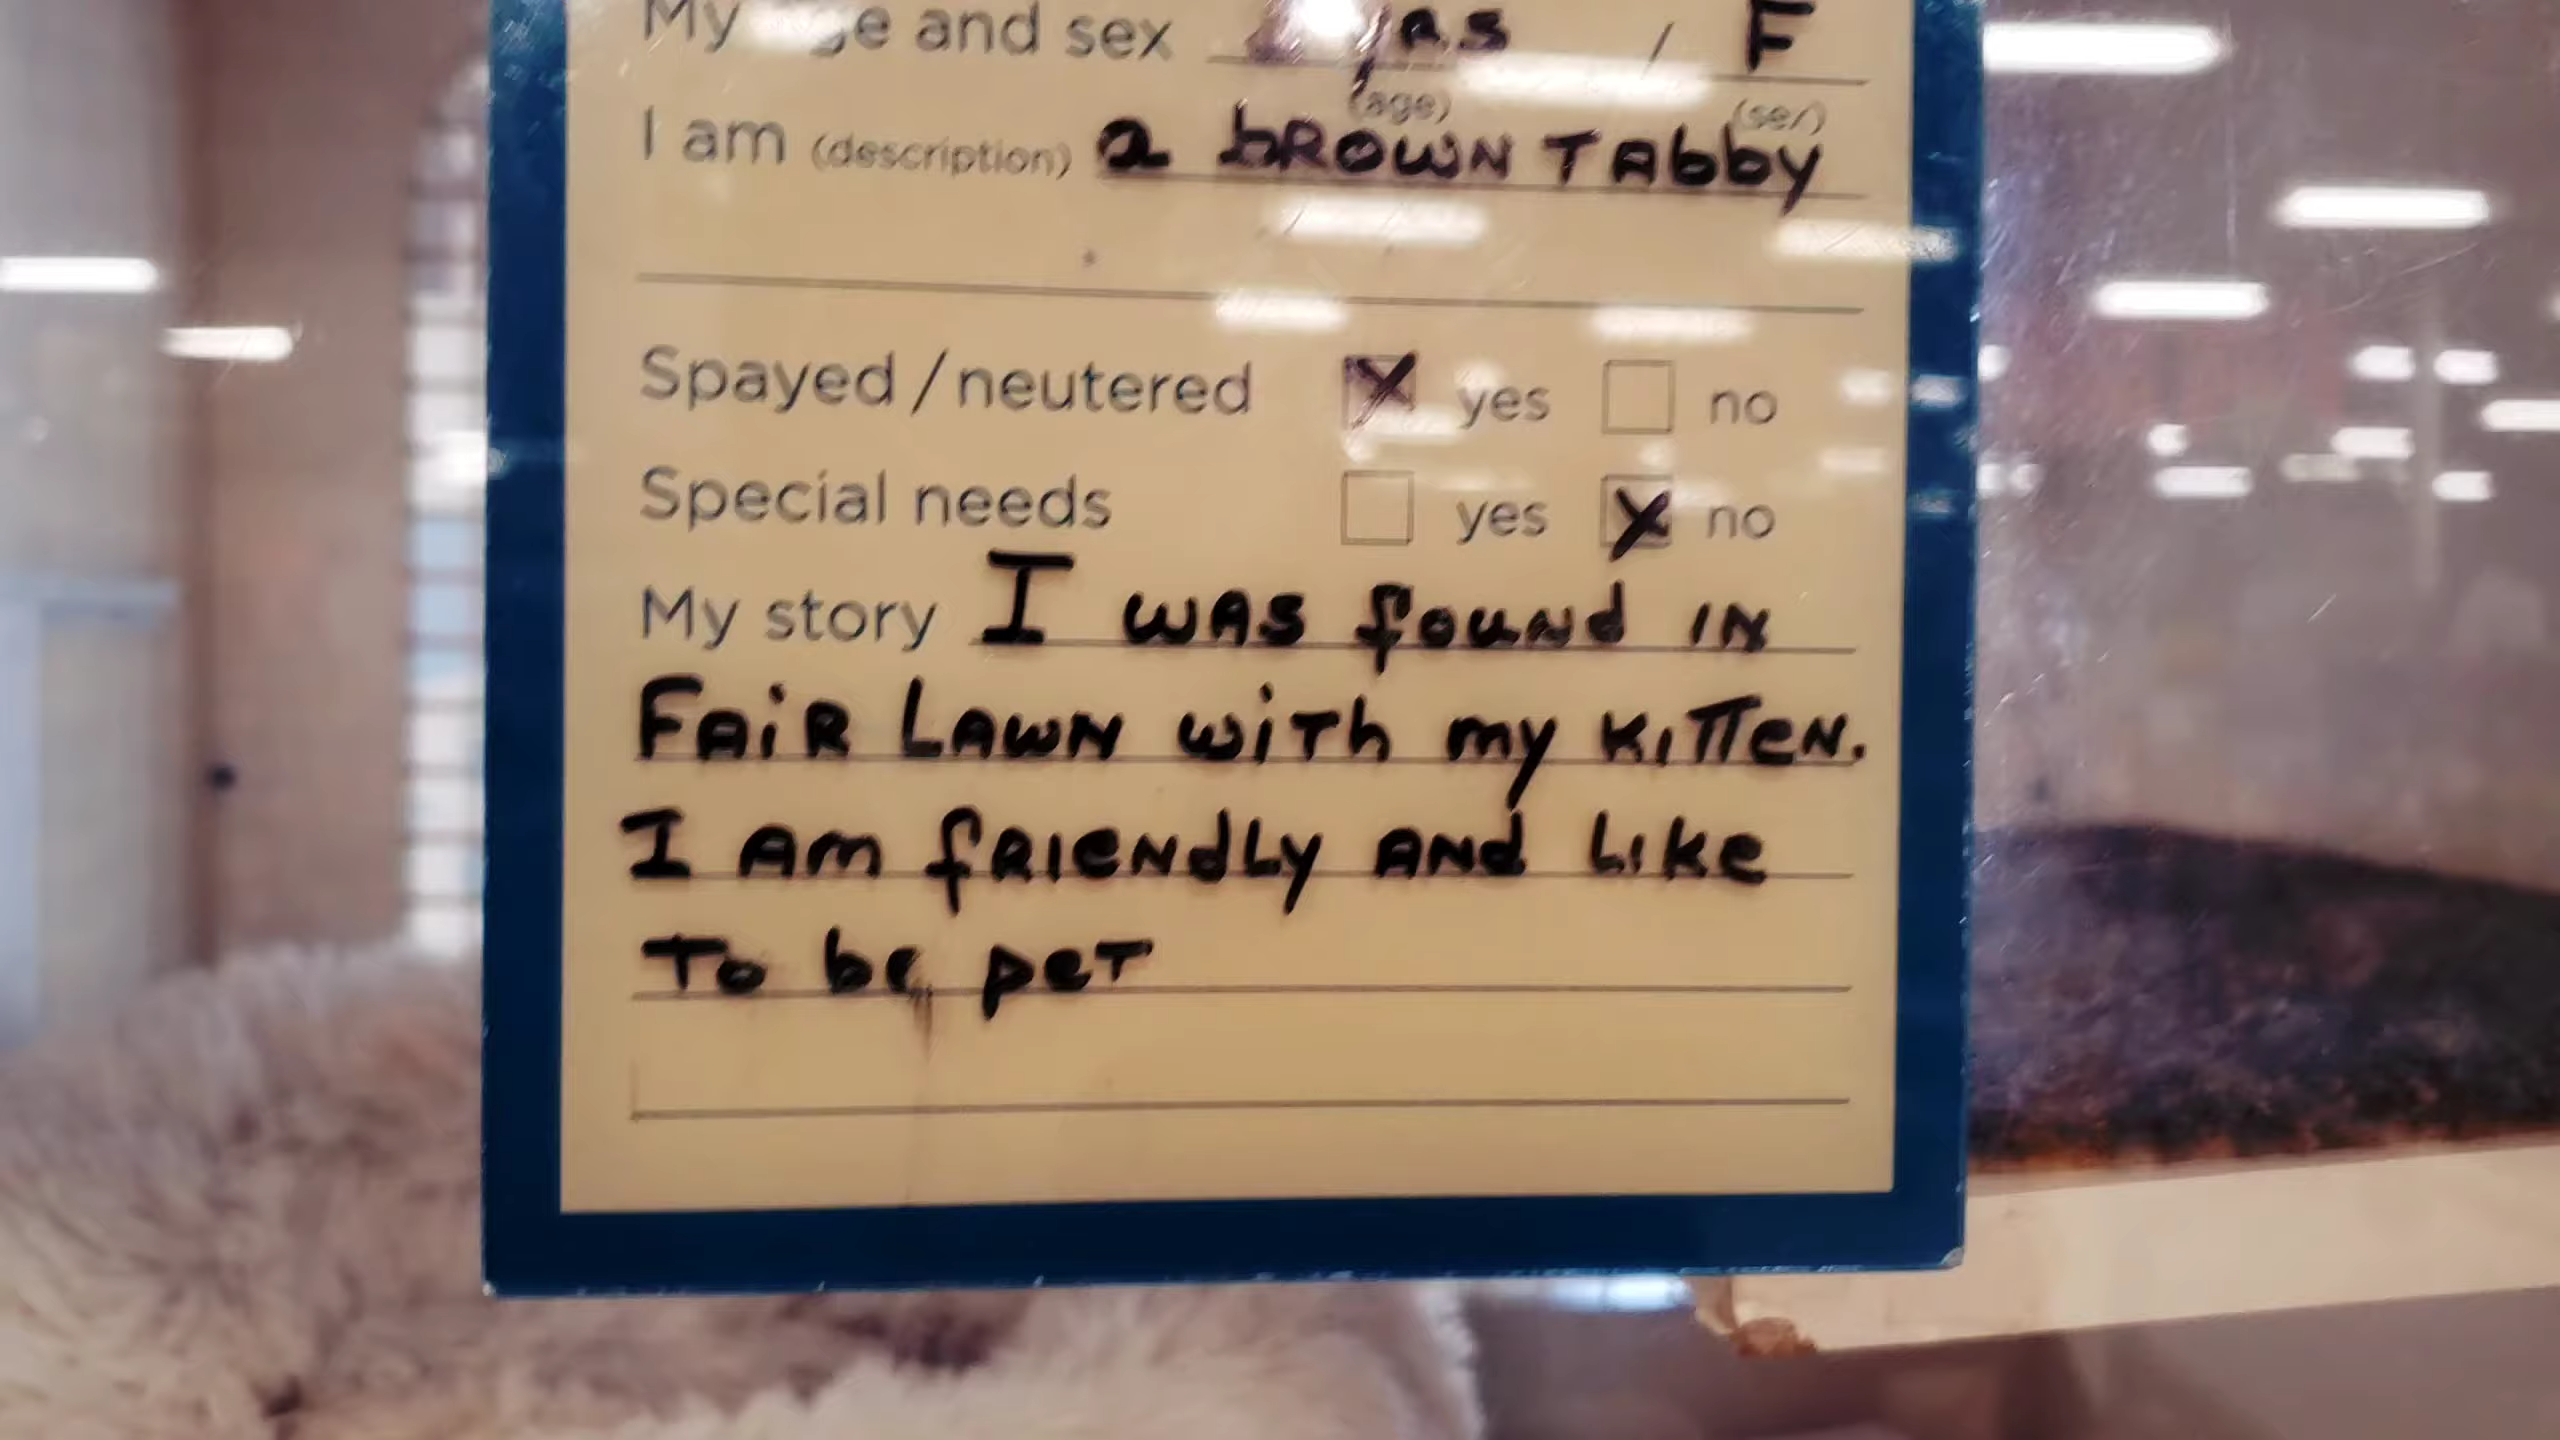 My age and sex yrs / F
(age) (sex)
I am (description) a bROWN TAbby
Spayed / neutered yes no
Special needs yes no
My story I WAS fouNd IN
FAiR LAWN wiTh my KiTTeN.
I Am fRIeNdLy ANd Like
To be peT